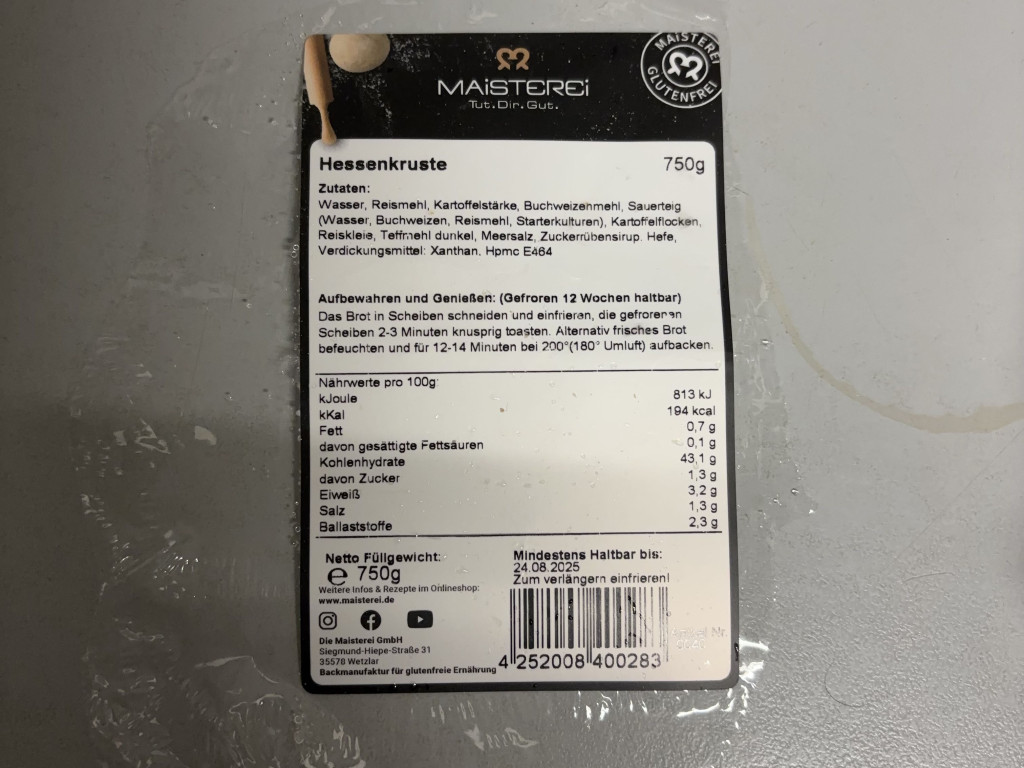 MAiSTEREi
Tut.Dir.Gut.
MAISTEREI
GLUTENFREI
Hessenkruste 750g
Zutaten:
Wasser, Reismehl, Kartoffelstärke, Buchweizenmehl, Sauerteig
(Wasser, Buchweizen, Reismehl, Starterkulturen), Kartoffelflocken,
Reiskleie, Teffmehl dunkel, Meersalz, Zuckerrübensirup. Hefe,
Verdickungsmittel: Xanthan, Hpmc E464
Aufbewahren und Genießen: (Gefroren 12 Wochen haltbar)
Das Brot in Scheiben schneiden und einfrieren, die gefrorenen
Scheiben 2-3 Minuten knusprig toasten. Alternativ frisches Brot
befeuchten und für 12-14 Minuten bei 200°(180° Umluft) aufbacken.
Nährwerte pro 100g:
kJoule 813 kJ
kKal 194 kcal
Fett 0,7 g
davon gesättigte Fettsäuren 0,1 g
Kohlenhydrate 43,1 g
davon Zucker 1,3 g
Eiweiß 3,2 g
Salz 1,3 g
Ballaststoffe 2,3 g
Netto Füllgewicht:
℮ 750g
Weitere Infos & Rezepte im Onlineshop:
www.maisterei.de
Die Maisterei GmbH
Siegmund-Hiepe-Straße 31
35578 Wetzlar
Backmanufaktur für glutenfreie Ernährung
Mindestens Haltbar bis:
24.08.2025
Zum verlängern einfrieren!
4 252008 400283
Nr.